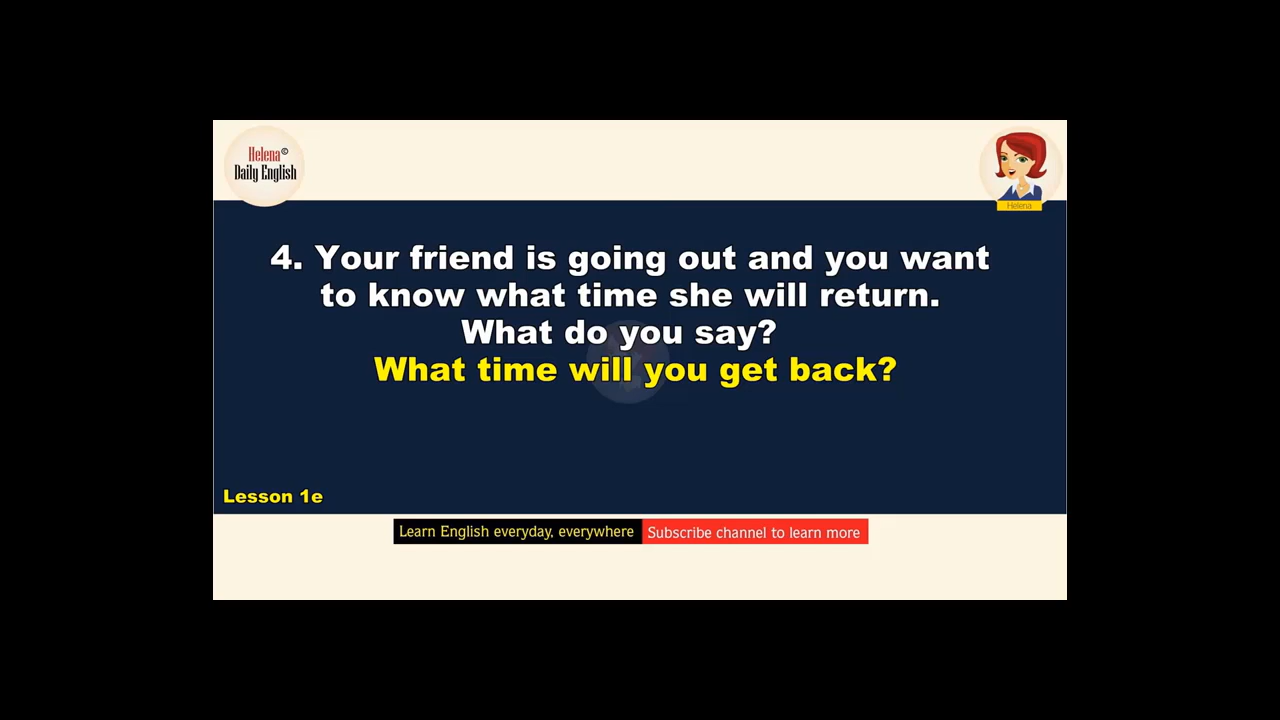 Helena©
Daily English
Helena
4. Your friend is going out and you want
to know what time she will return.
What do you say?
What time will you get back?
Lesson 1e
Learn English everyday, everywhere
Subscribe channel to learn more